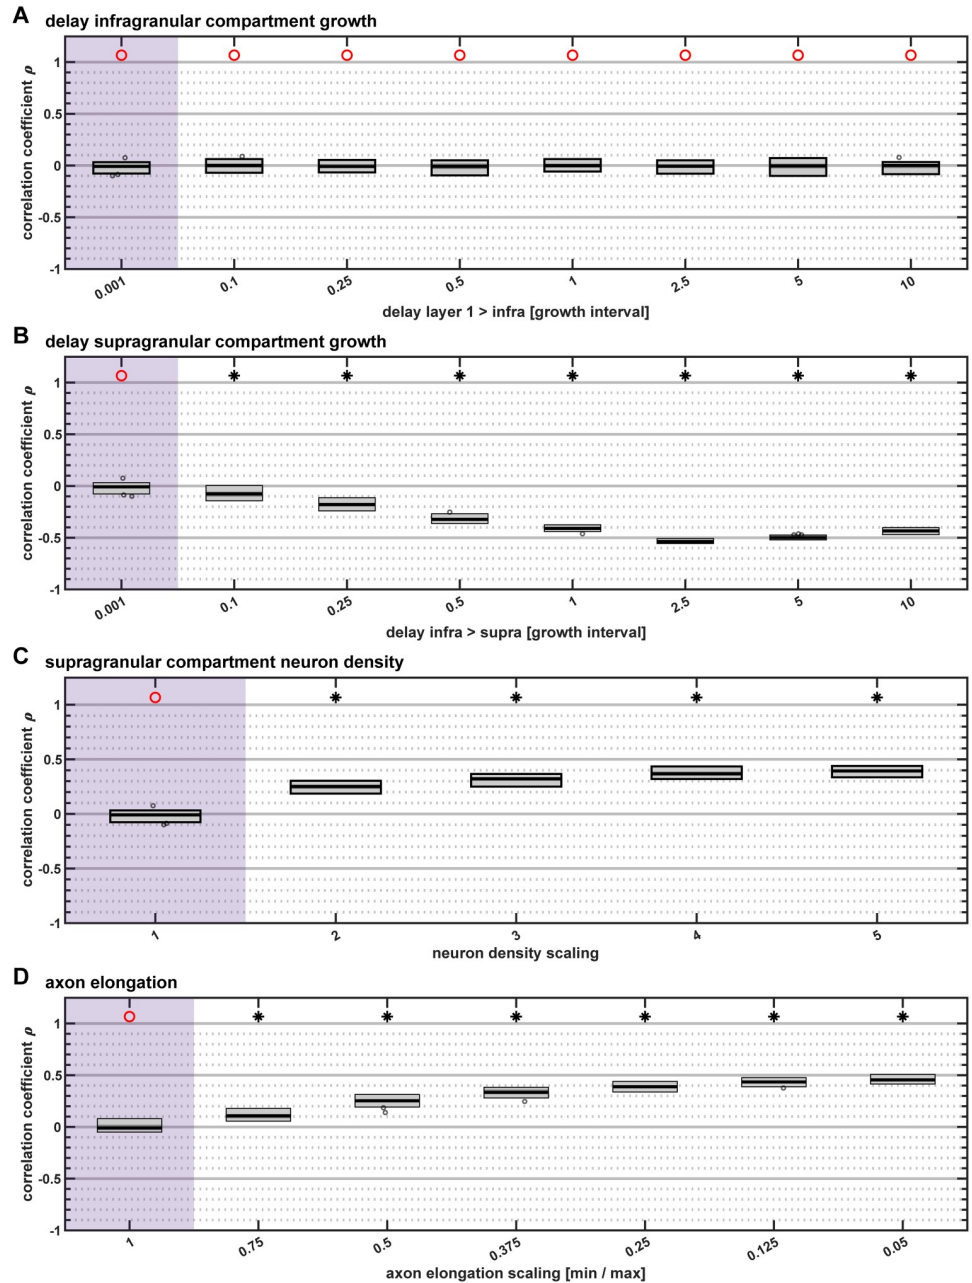 A delay infragranular compartment growth
correlation coefficient ρ
1
0.5
0
-0.5
-1
0.001 0.1 0.25 0.5 1 2.5 5 10
delay layer 1 > infra [growth interval]
B delay supragranular compartment growth
correlation coefficient ρ
1
0.5
0
-0.5
-1
0.001 0.1 0.25 0.5 1 2.5 5 10
delay infra > supra [growth interval]
C supragranular compartment neuron density
correlation coefficient ρ
1
0.5
0
-0.5
-1
1 2 3 4 5
neuron density scaling
D axon elongation
correlation coefficient ρ
1
0.5
0
-0.5
-1
1 0.75 0.5 0.375 0.25 0.125 0.05
axon elongation scaling [min / max]